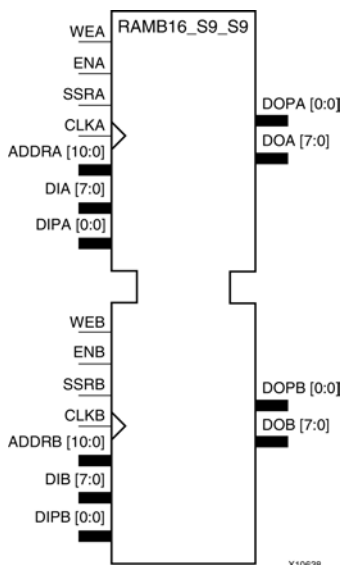 RAMB16_S9_S9
WEA
ENA
SSRA
CLKA
ADDRA [10:0]
DIA [7:0]
DIPA [0:0]
DOPA [0:0]
DOA [7:0]
WEB
ENB
SSRB
CLKB
ADDRB [10:0]
DIB [7:0]
DIPB [0:0]
DOPB [0:0]
DOB [7:0]
X10638